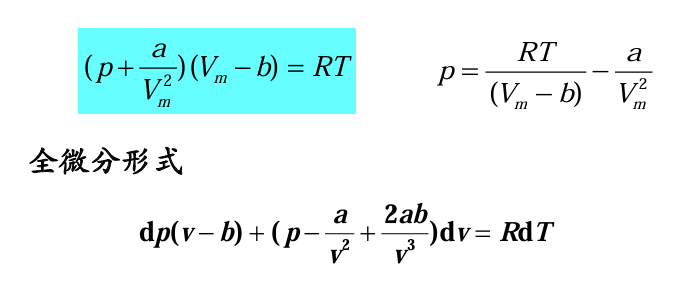 (p + a/V_m^2)(V_m − b) = RT
p = RT/(V_m − b) − a/V_m^2
全微分形式
dp(v − b) + (p − a/v^2 + 2ab/v^3)dv = RdT